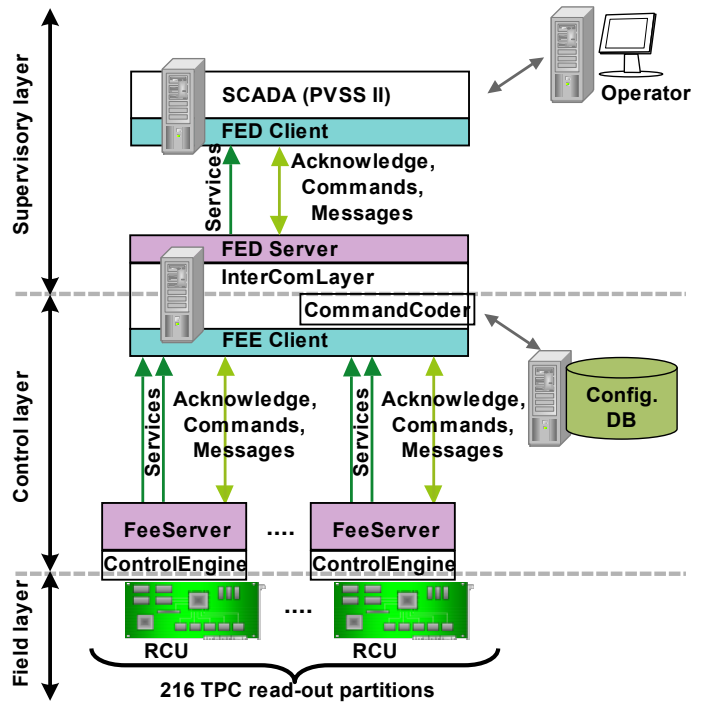 Supervisory layer
SCADA (PVSS II)
FED Client
Operator
Services
Acknowledge,
Commands,
Messages
FED Server
InterComLayer
CommandCoder
FEE Client
Control layer
Services
Acknowledge,
Commands,
Messages
Services
Acknowledge,
Commands,
Messages
Config.
DB
FeeServer
....
FeeServer
ControlEngine
ControlEngine
Field layer
....
RCU
RCU
216 TPC read-out partitions